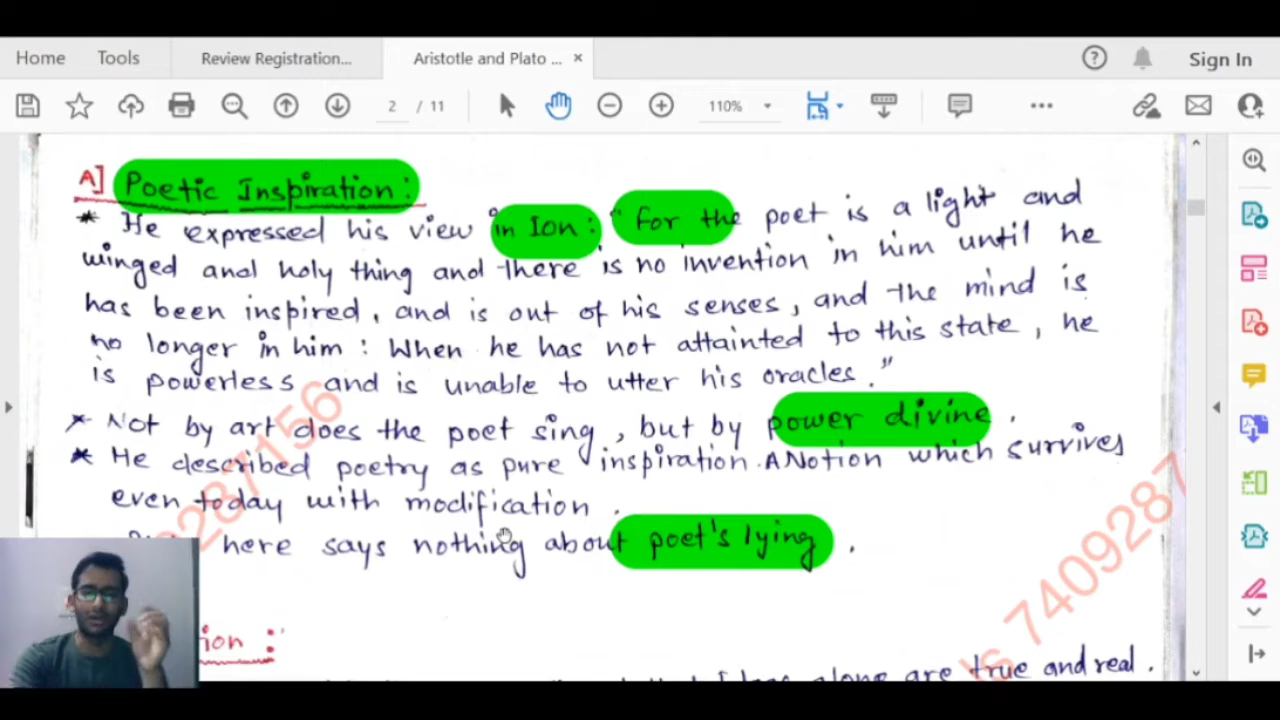 Home Tools Review Registration... Aristotle and Plato ... × Sign In
2 / 11 110%
A] Poetic Inspiration:
* He expressed his view in Ion: "for the poet is a light and
winged and holy thing and there is no invention in him until he
has been inspired, and is out of his senses, and the mind is
no longer in him: When he has not attainted to this state, he
is powerless and is unable to utter his oracles."
* Not by art does the poet sing, but by power divine.
* He described poetry as pure inspiration. A Notion which survives
even today with modification.
here says nothing about poet's lying.
ion :
alone are true and real.
9287156
7409287